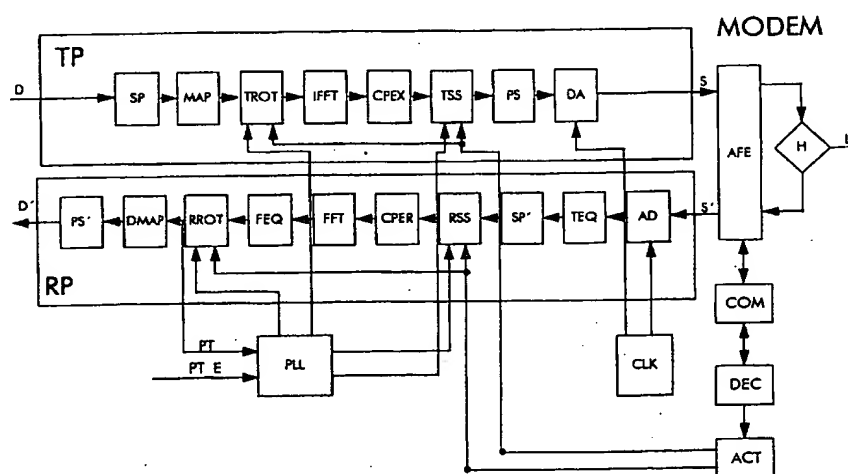 MODEM
TP
D
SP
MAP
TROT
IFFT
CPEX
TSS
PS
DA
S
AFE
H
L
D'
PS'
DMAP
RROT
FEQ
FFT
CPER
RSS
SP'
TEQ
AD
S'
RP
COM
PT
PT E
PLL
CLK
DEC
ACT